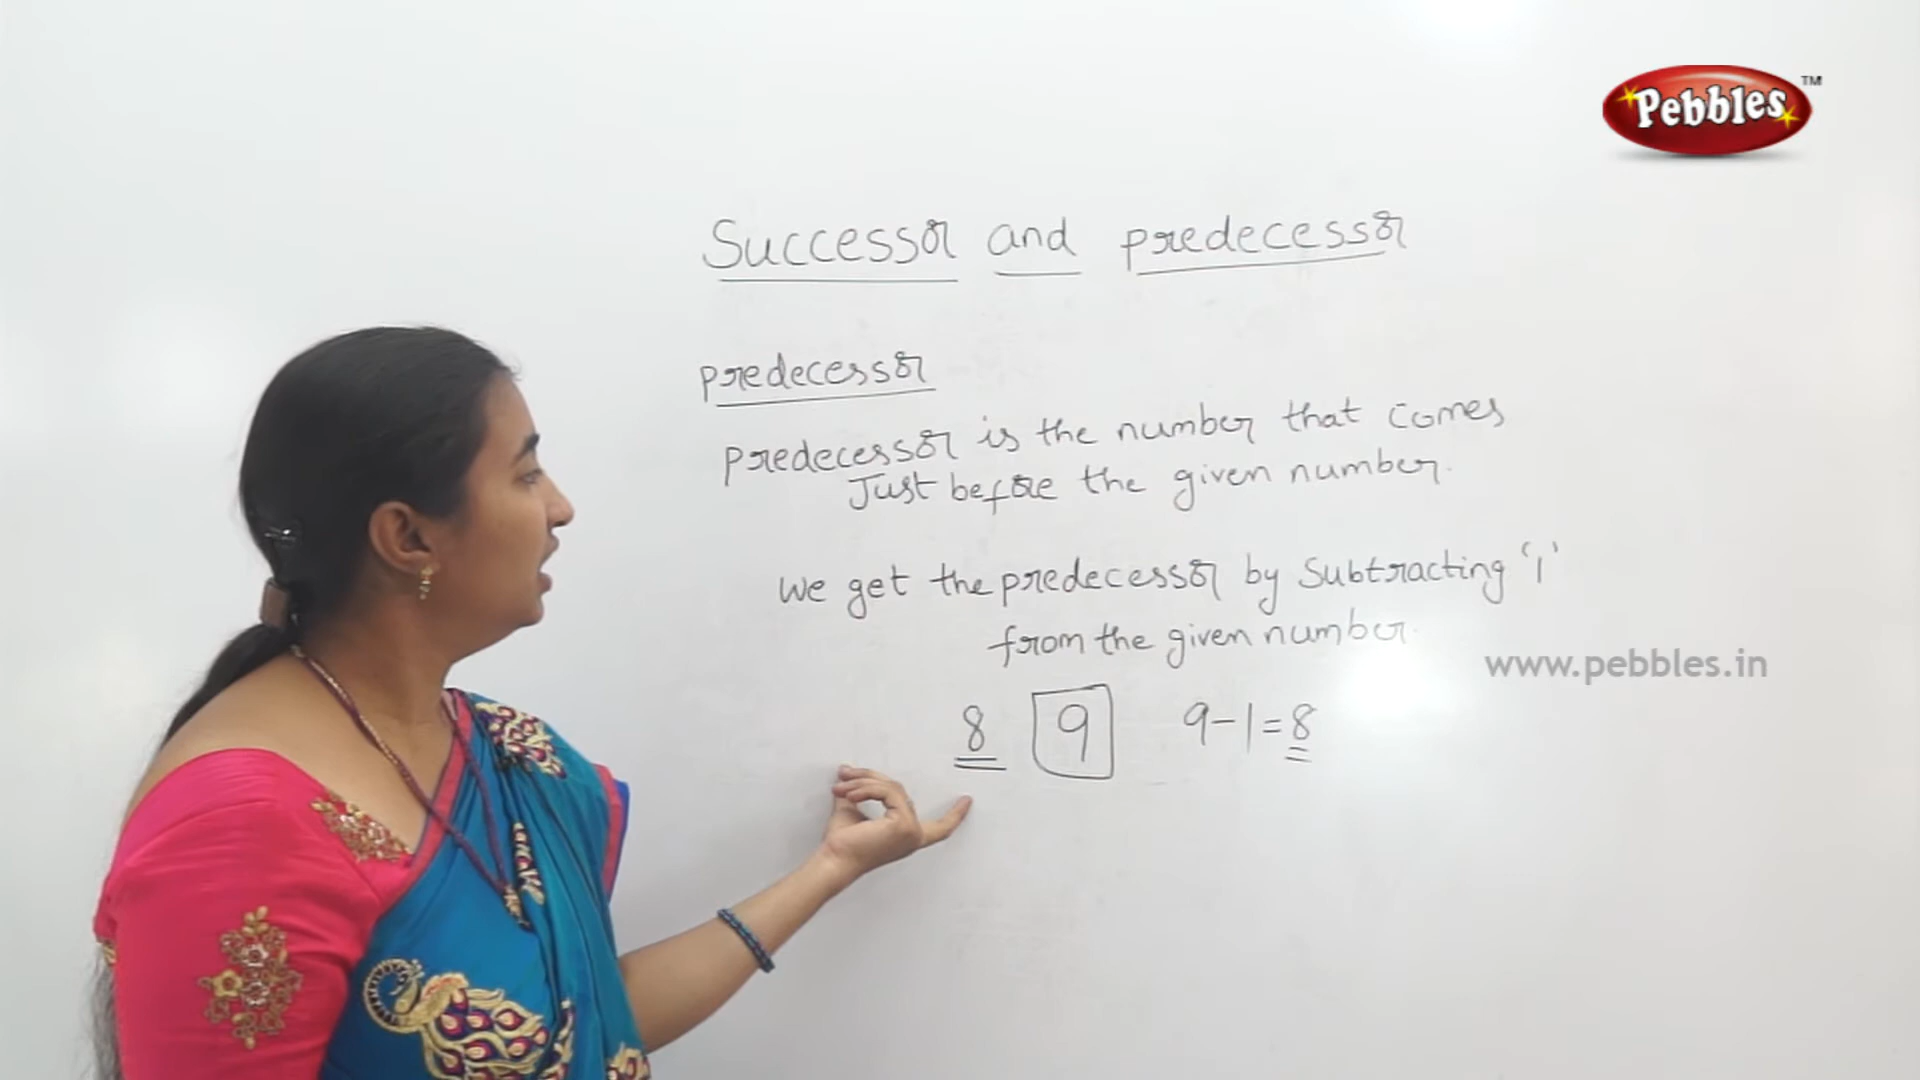 Pebbles™
Successor and predecessor
predecessor
predecessor is the number that comes
Just before the given number.
We get the predecessor by subtracting '1'
from the given number.
www.pebbles.in
8 9 9-1=8